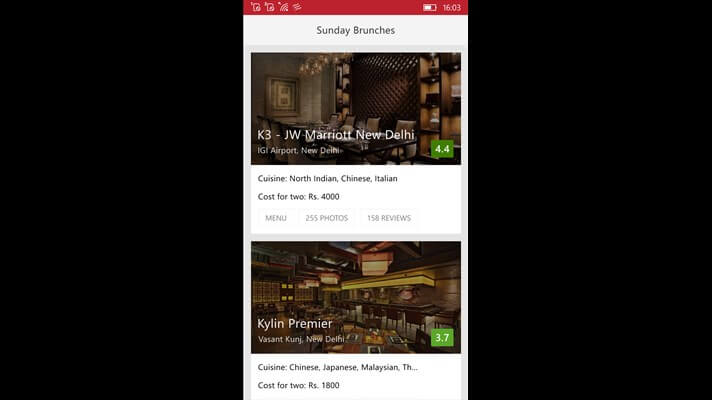 16:03
Sunday Brunches
K3 - JW Marriott New Delhi
IGI Airport, New Delhi
4.4
Cuisine: North Indian, Chinese, Italian
Cost for two: Rs. 4000
MENU 255 PHOTOS 158 REVIEWS
Kylin Premier
Vasant Kunj, New Delhi
3.7
Cuisine: Chinese, Japanese, Malaysian, Th...
Cost for two: Rs. 1800